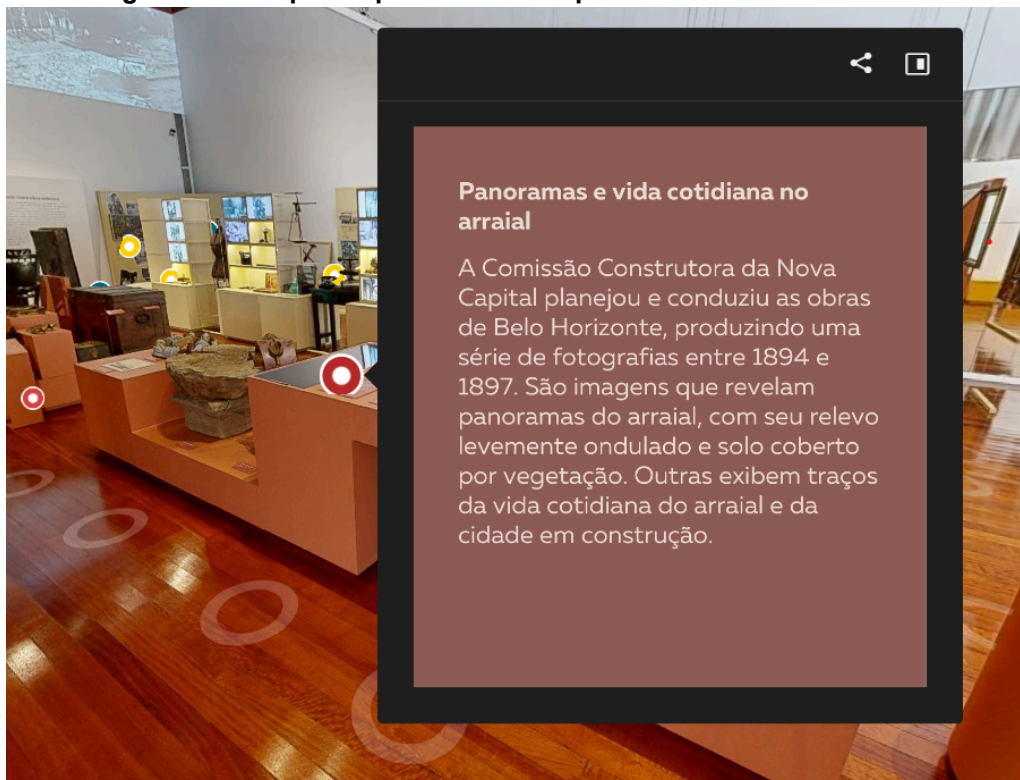 Panoramas e vida cotidiana no
arraial
A Comissão Construtora da Nova
Capital planejou e conduziu as obras
de Belo Horizonte, produzindo uma
série de fotografias entre 1894 e
1897. São imagens que revelam
panoramas do arraial, com seu relevo
levemente ondulado e solo coberto
por vegetação. Outras exibem traços
da vida cotidiana do arraial e da
cidade em construção.